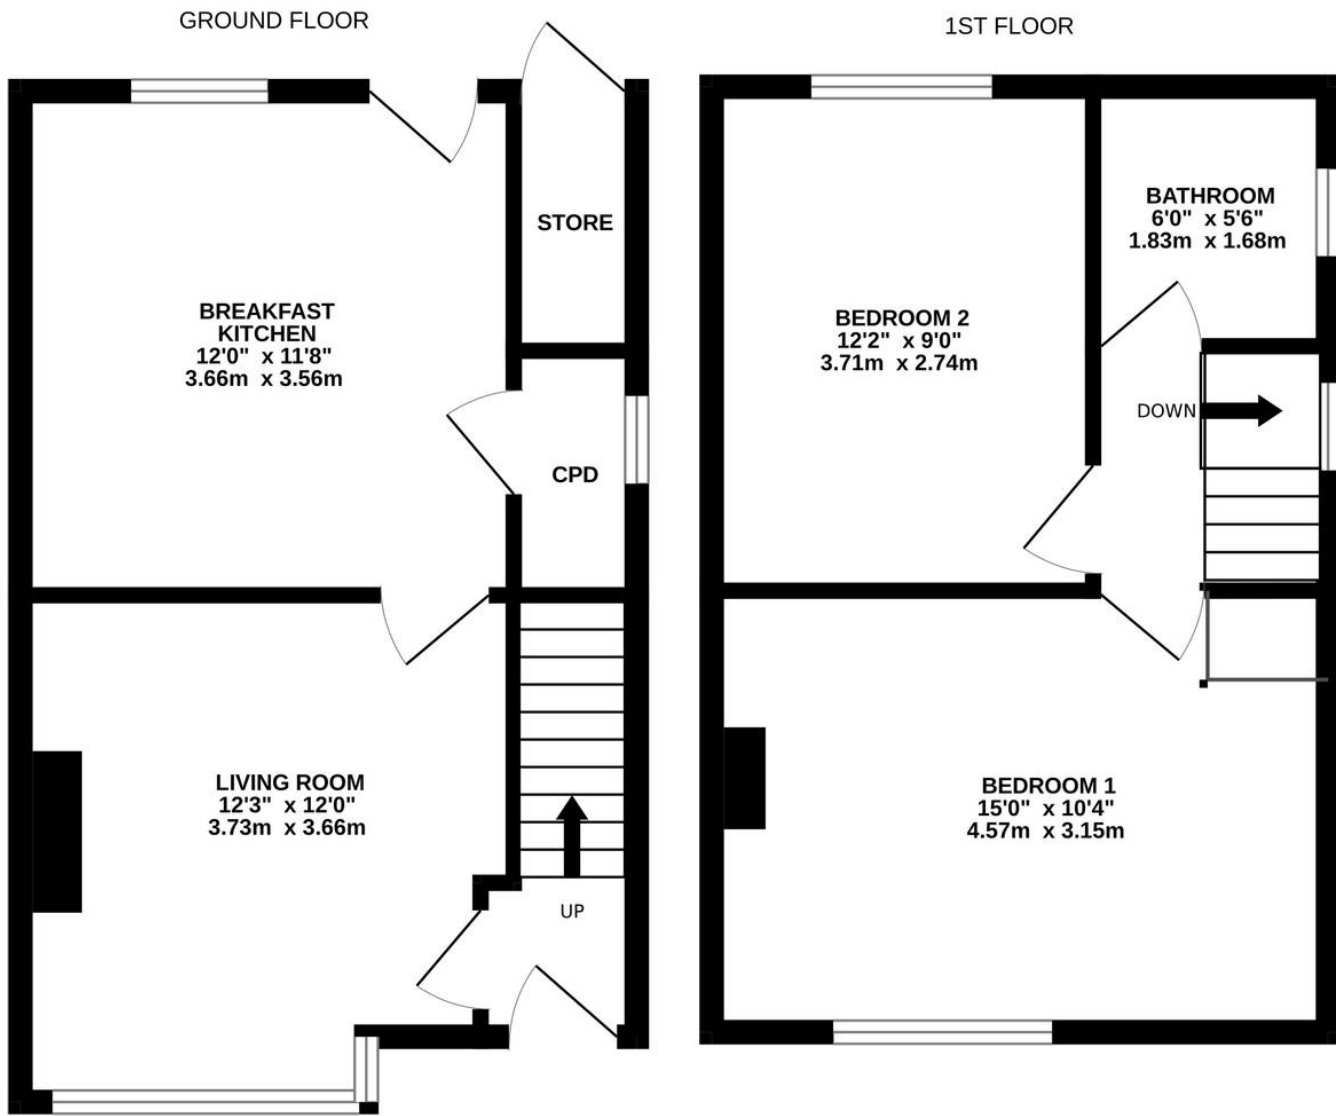 GROUND FLOOR
STORE
BREAKFAST
KITCHEN
12'0" x 11'8"
3.66m x 3.56m
CPD
LIVING ROOM
12'3" x 12'0"
3.73m x 3.66m
UP
1ST FLOOR
BATHROOM
6'0" x 5'6"
1.83m x 1.68m
BEDROOM 2
12'2" x 9'0"
3.71m x 2.74m
DOWN
BEDROOM 1
15'0" x 10'4"
4.57m x 3.15m